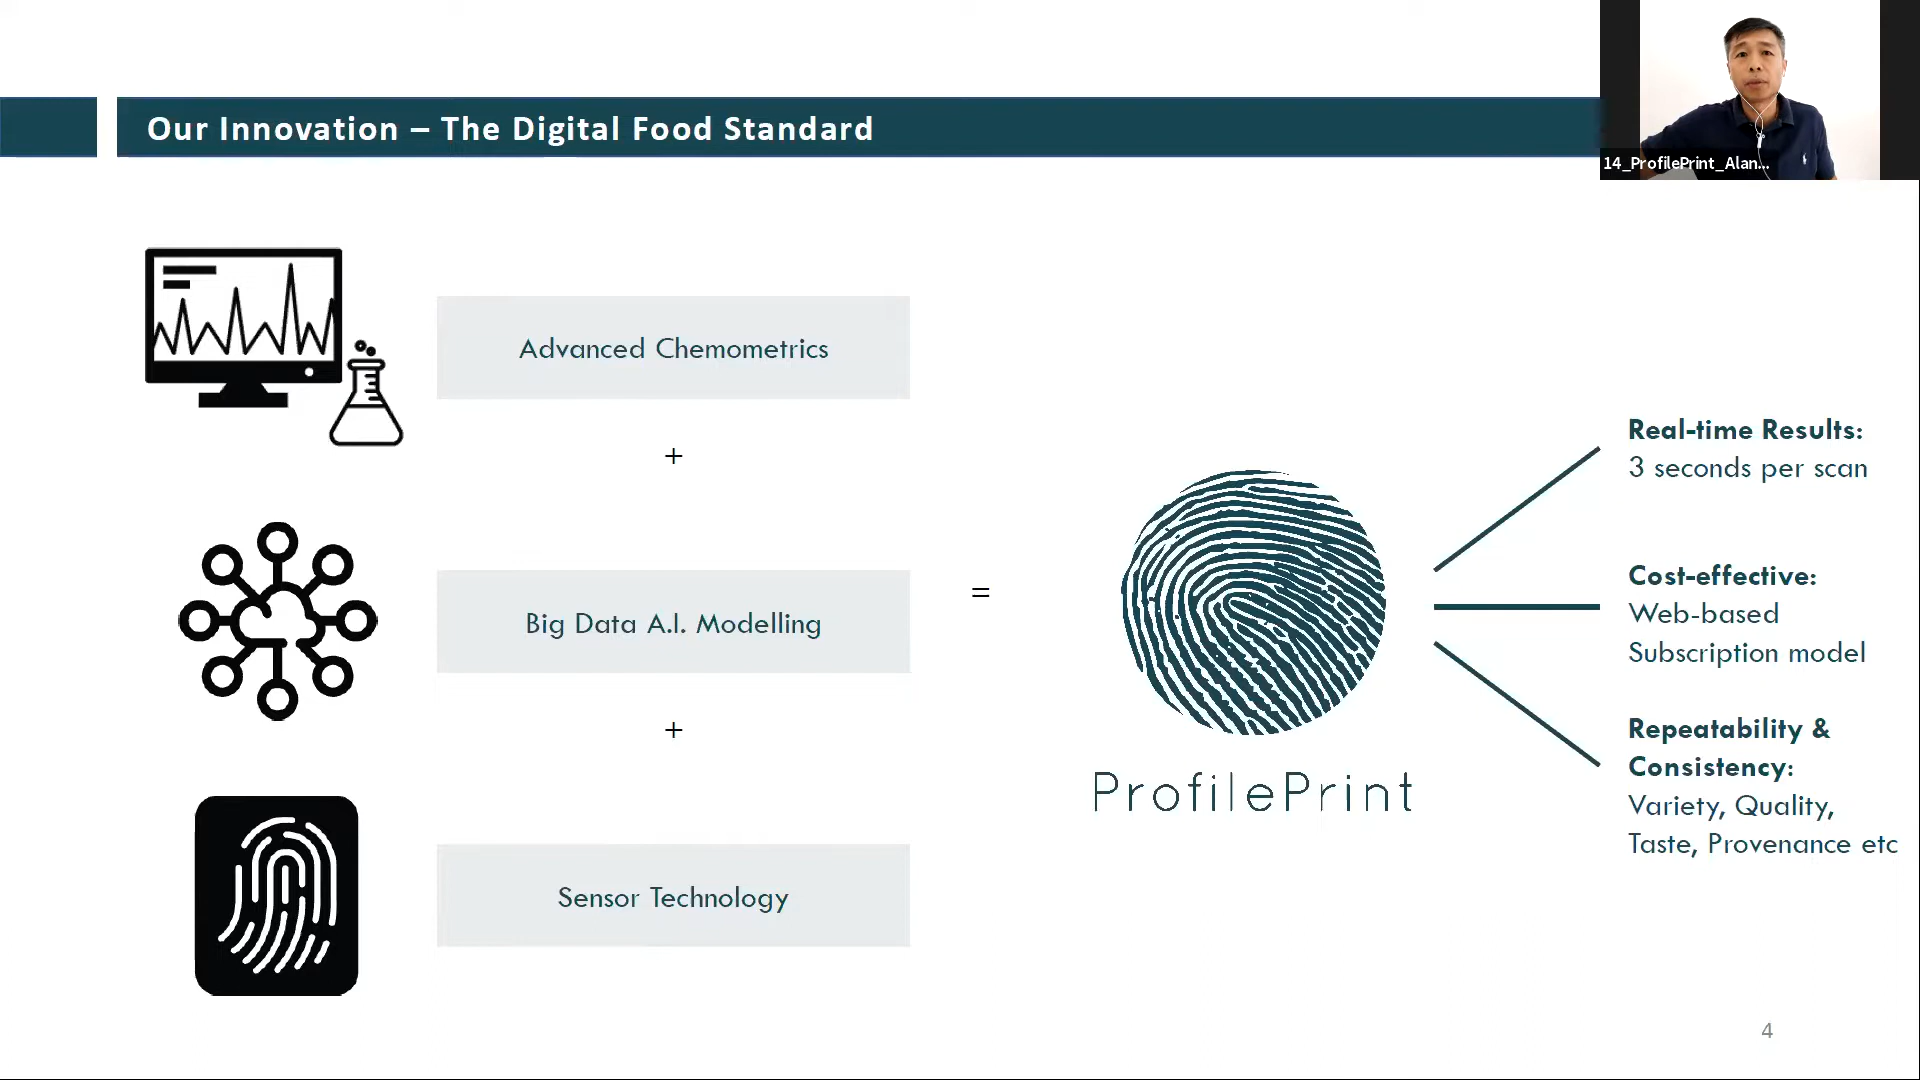 Our Innovation – The Digital Food Standard
14_ProfilePrint_Alan...
Advanced Chemometrics
+
Big Data A.I. Modelling
+
Sensor Technology
=
ProfilePrint
Real-time Results:
3 seconds per scan
Cost-effective:
Web-based
Subscription model
Repeatability &
Consistency:
Variety, Quality,
Taste, Provenance etc
4